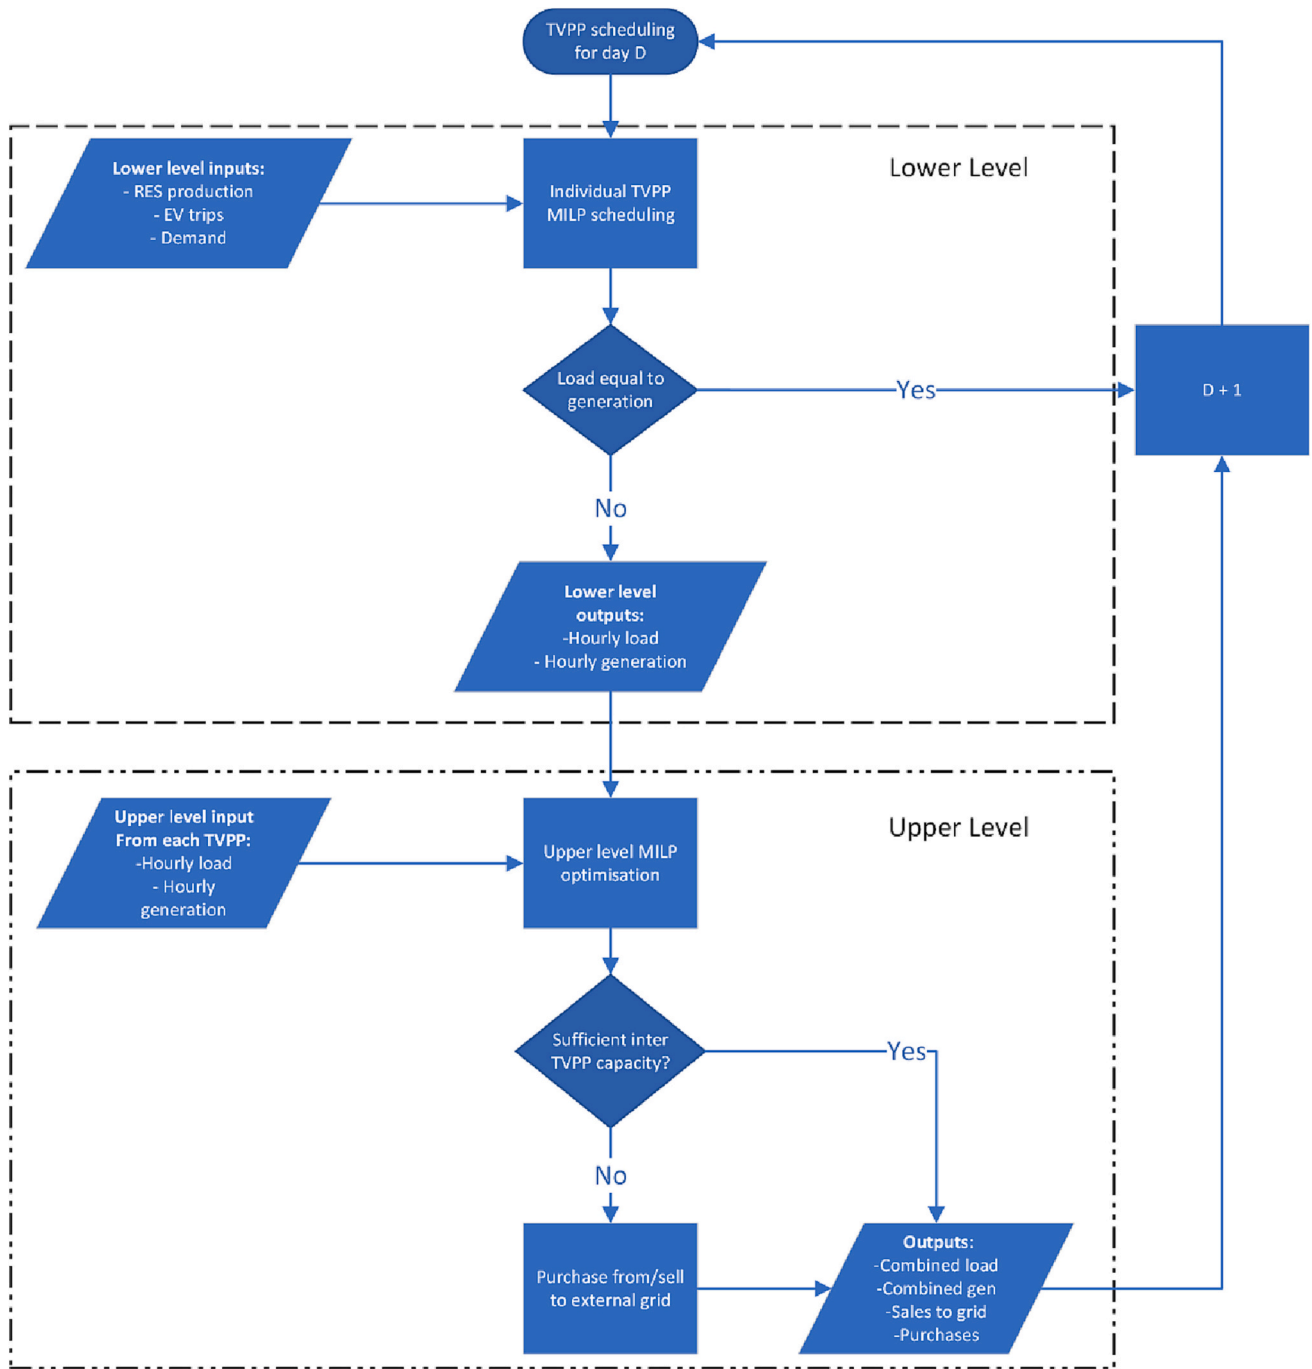 TVPP scheduling
for day D
Lower Level
Lower level inputs:
- RES production
- EV trips
- Demand
Individual TVPP
MILP scheduling
Load equal to
generation
Yes
D + 1
No
Lower level
outputs:
-Hourly load
- Hourly generation
Upper Level
Upper level input
From each TVPP:
-Hourly load
- Hourly
generation
Upper level MILP
optimisation
Sufficient inter
TVPP capacity?
Yes
No
Purchase from/sell
to external grid
Outputs:
-Combined load
-Combined gen
-Sales to grid
-Purchases